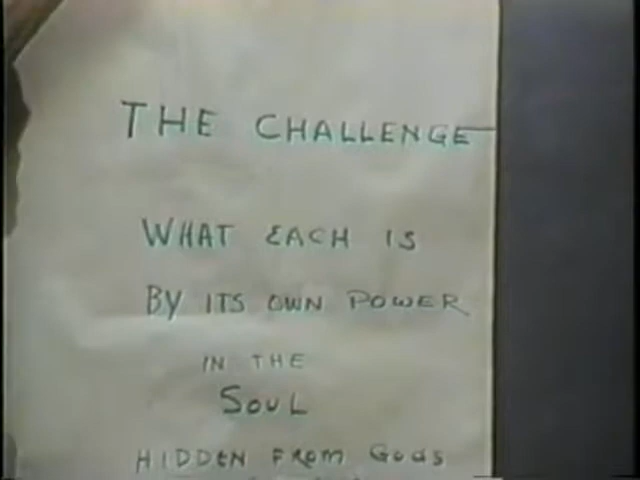 THE CHALLENGE
WHAT EACH IS
BY ITS OWN POWER
IN THE
SOUL
HIDDEN FROM GODS